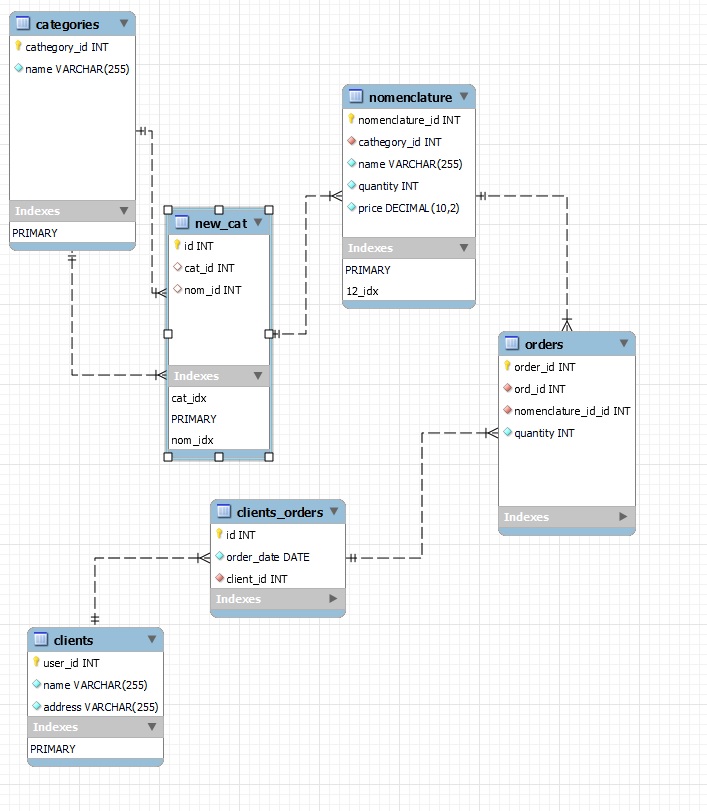 categories
cathegory_id INT
name VARCHAR(255)
Indexes
PRIMARY
nomenclature
nomenclature_id INT
cathegory_id INT
name VARCHAR(255)
quantity INT
price DECIMAL(10,2)
Indexes
PRIMARY
12_idx
new_cat
id INT
cat_id INT
nom_id INT
Indexes
cat_idx
PRIMARY
nom_idx
orders
order_id INT
ord_id INT
nomenclature_id_id INT
quantity INT
Indexes
clients_orders
id INT
order_date DATE
client_id INT
Indexes
clients
user_id INT
name VARCHAR(255)
address VARCHAR(255)
Indexes
PRIMARY